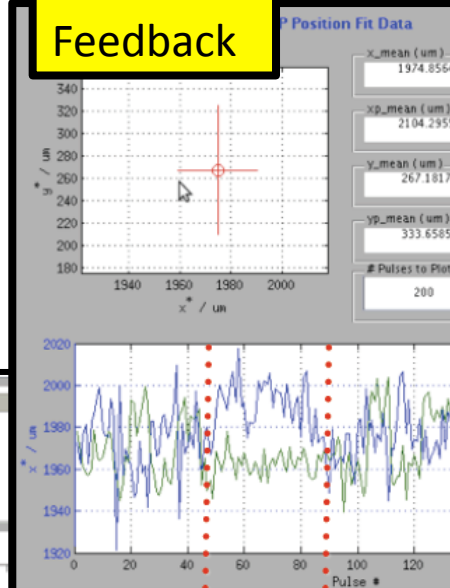 Feedback
P Position Fit Data
x_mean (um)
1974.856
xp_mean (um)
2104.295
y_mean (um)
267.1817
yp_mean (um)
333.6585
# Pulses to Plot
200
340
320
300
280
260
240
220
200
180
y* / um
1940 1960 1980 2000
x* / um
2020
2000
1980
1960
1940
1920
x* / um
0 20 40 60 80 100 120
Pulse #